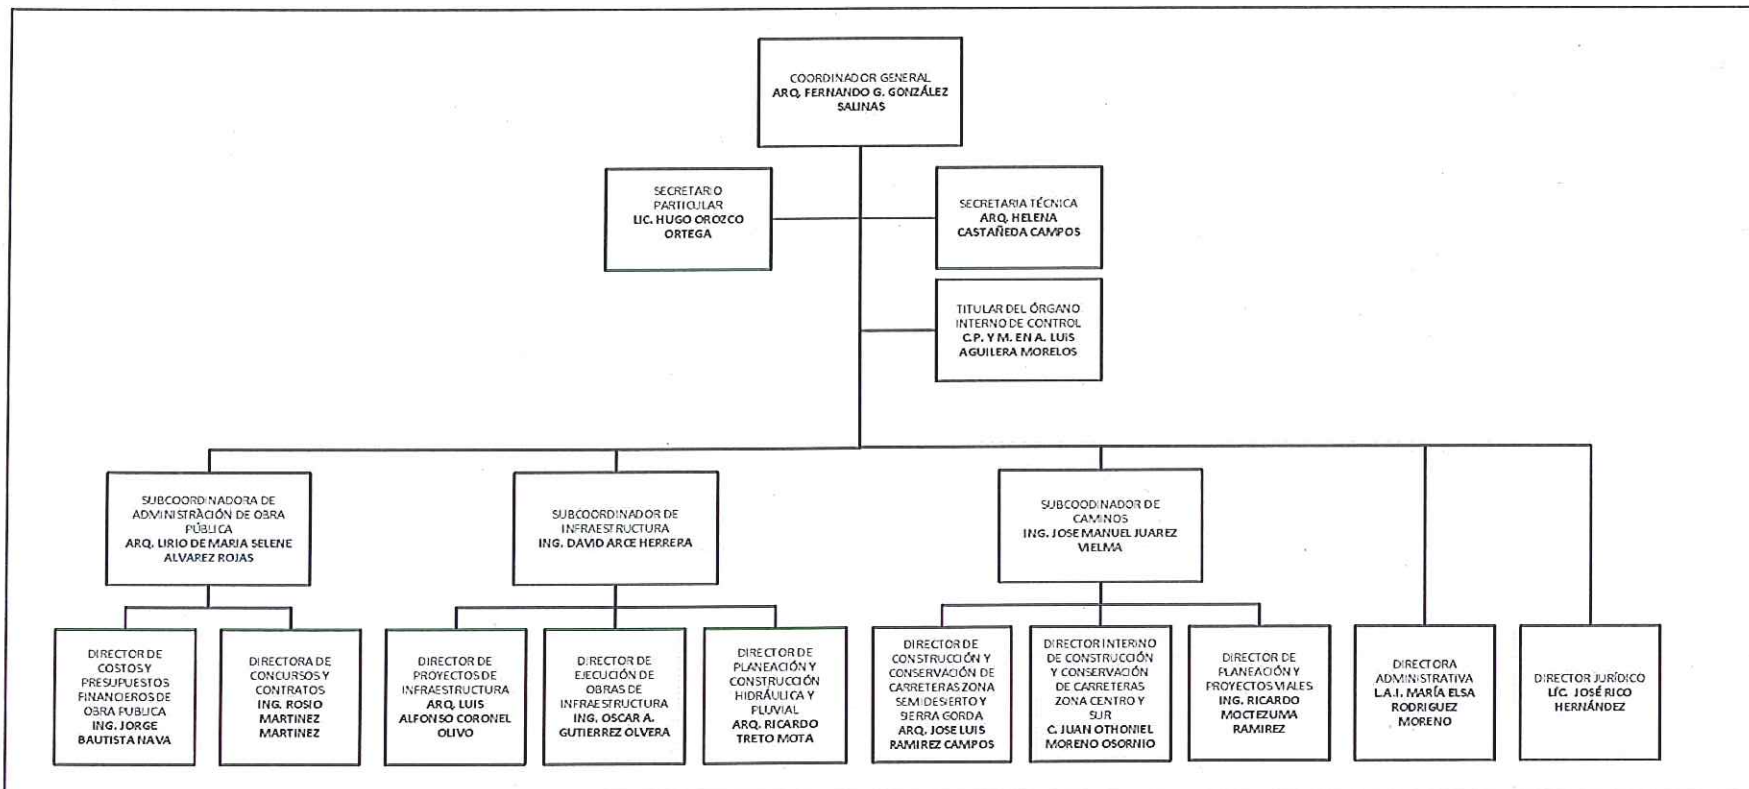 COORDINADOR GENERAL
ARQ. FERNANDO G. GONZÁLEZ
SALINAS
SECRETARIO
PARTICULAR
LIC. HUGO OROZCO
ORTEGA
SECRETARIA TÉCNICA
ARQ. HELENA
CASTAÑEDA CAMPOS
TITULAR DEL ÓRGANO
INTERNO DE CONTROL
C.P. Y M. EN A. LUIS
AGUILERA MORELOS
SUBCOORDINADORA DE
ADMINISTRACIÓN DE OBRA
PÚBLICA
ARQ. LIRIO DE MARIA SELENE
ALVAREZ ROJAS
SUBCOORDINADOR DE
INFRAESTRUCTURA
ING. DAVID ARCE HERRERA
SUBCOODINADOR DE
CAMINOS
ING. JOSE MANUEL JUAREZ
VIELMA
DIRECTOR DE
COSTOS Y
PRESUPUESTOS
FINANCIEROS DE
OBRA PUBLICA
ING. JORGE
BAUTISTA NAVA
DIRECTORA DE
CONCURSOS Y
CONTRATOS
ING. ROSIO
MARTINEZ
MARTINEZ
DIRECTOR DE
PROYECTOS DE
INFRAESTRUCTURA
ARQ. LUIS
ALFONSO CORONEL
OLIVO
DIRECTOR DE
EJECUCIÓN DE
OBRAS DE
INFRAESTRUCTURA
ING. OSCAR A.
GUTIERREZ OLVERA
DIRECTOR DE
PLANEACIÓN Y
CONSTRUCCIÓN
HIDRÁULICA Y
PLUVIAL
ARQ. RICARDO
TRETO MOTA
DIRECTOR DE
CONSTRUCCIÓN Y
CONSERVACIÓN DE
CARRETERAS ZONA
SEMIDESIERTO Y
SIERRA GORDA
ARQ. JOSE LUIS
RAMIREZ CAMPOS
DIRECTOR INTERINO
DE CONSTRUCCIÓN
Y CONSERVACIÓN
DE CARRETERAS
ZONA CENTRO Y
SUR
C. JUAN OTHONIEL
MORENO OSORNIO
DIRECTOR DE
PLANEACIÓN Y
PROYECTOS VIALES
ING. RICARDO
MOCTEZUMA
RAMIREZ
DIRECTORA
ADMINISTRATIVA
L.A.I. MARÍA ELSA
RODRIGUEZ
MORENO
DIRECTOR JURÍDICO
LIC. JOSÉ RICO
HERNÁNDEZ